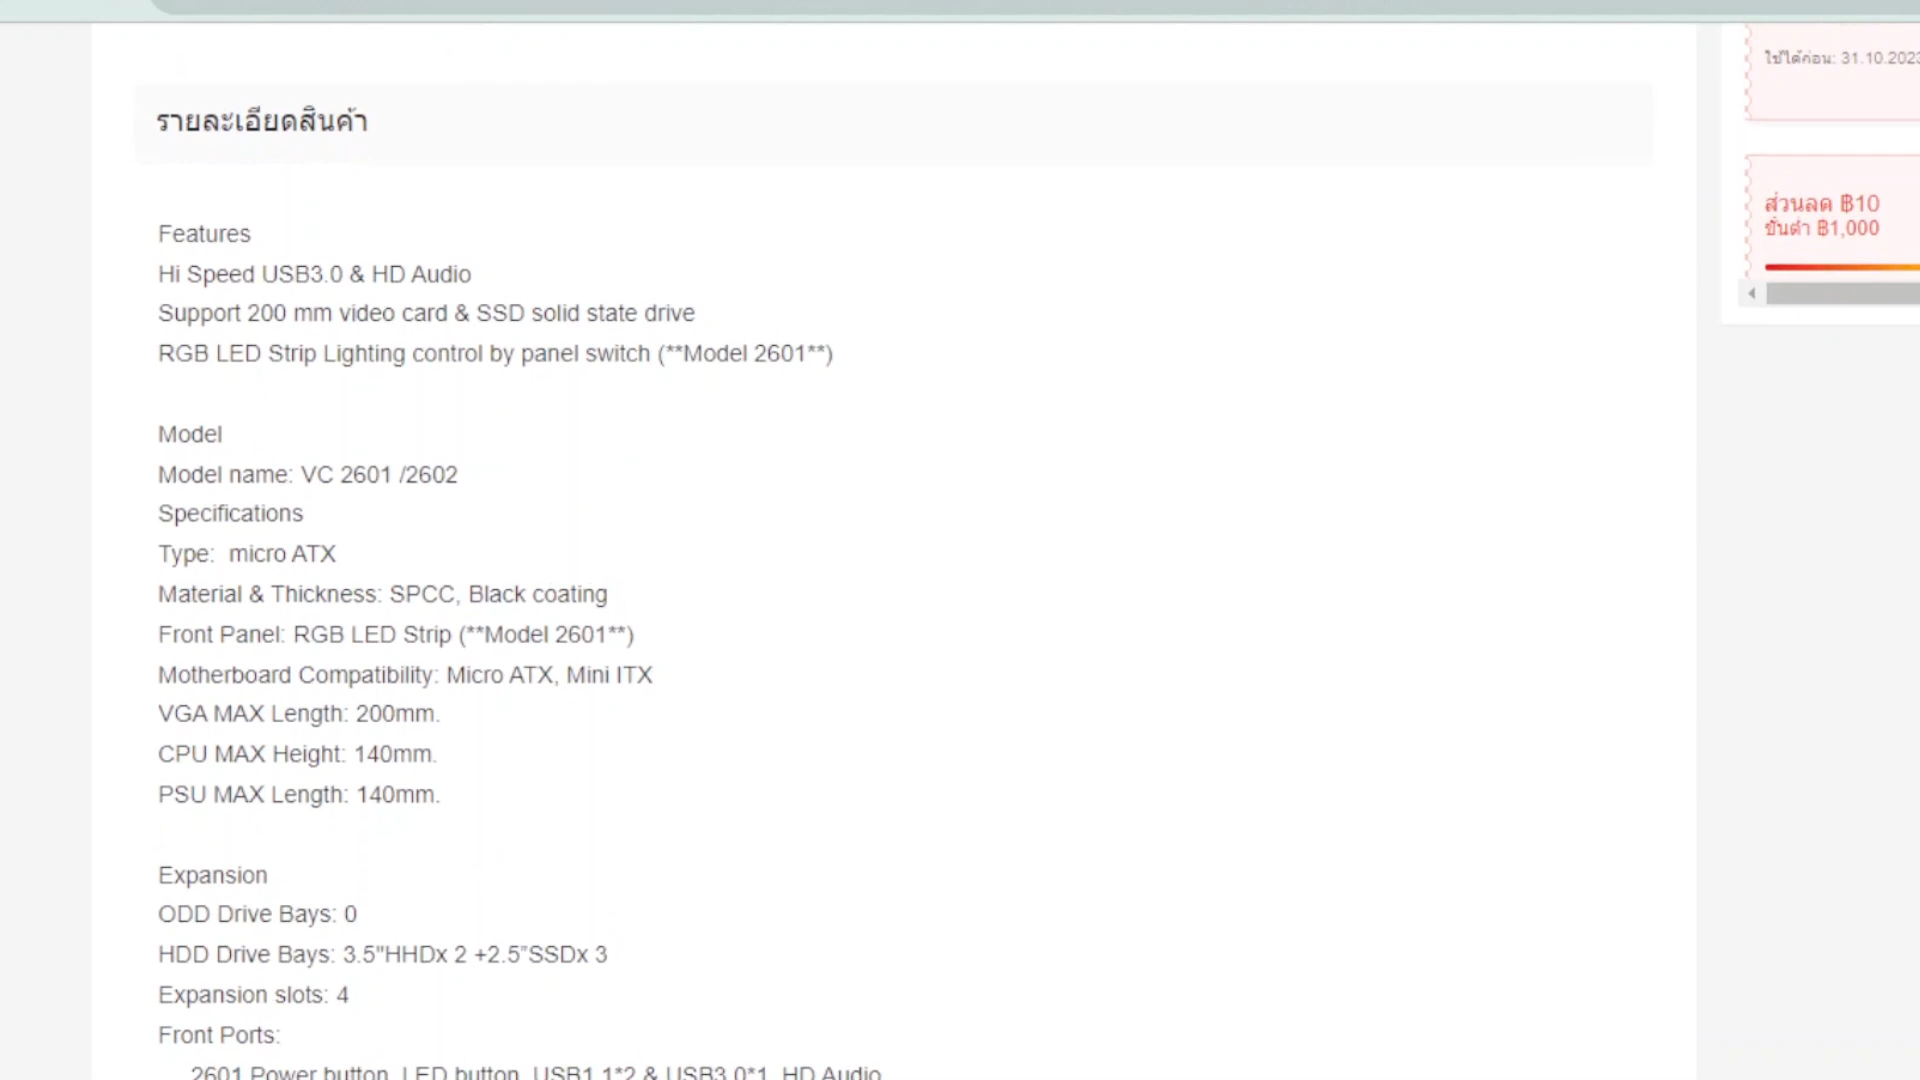 รายละเอียดสินค้า
Features
Hi Speed USB3.0 & HD Audio
Support 200 mm video card & SSD solid state drive
RGB LED Strip Lighting control by panel switch (**Model 2601**)
Model
Model name: VC 2601 /2602
Specifications
Type:  micro ATX
Material & Thickness: SPCC, Black coating
Front Panel: RGB LED Strip (**Model 2601**)
Motherboard Compatibility: Micro ATX, Mini ITX
VGA MAX Length: 200mm.
CPU MAX Height: 140mm.
PSU MAX Length: 140mm.
Expansion
ODD Drive Bays: 0
HDD Drive Bays: 3.5"HHDx 2 +2.5"SSDx 3
Expansion slots: 4
Front Ports:
2601 Power button, LED button, USB1.1*2 & USB3.0*1, HD Audio
ใช้ได้ก่อน: 31.10.2023
ส่วนลด ฿10
ขั้นต่ำ ฿1,000